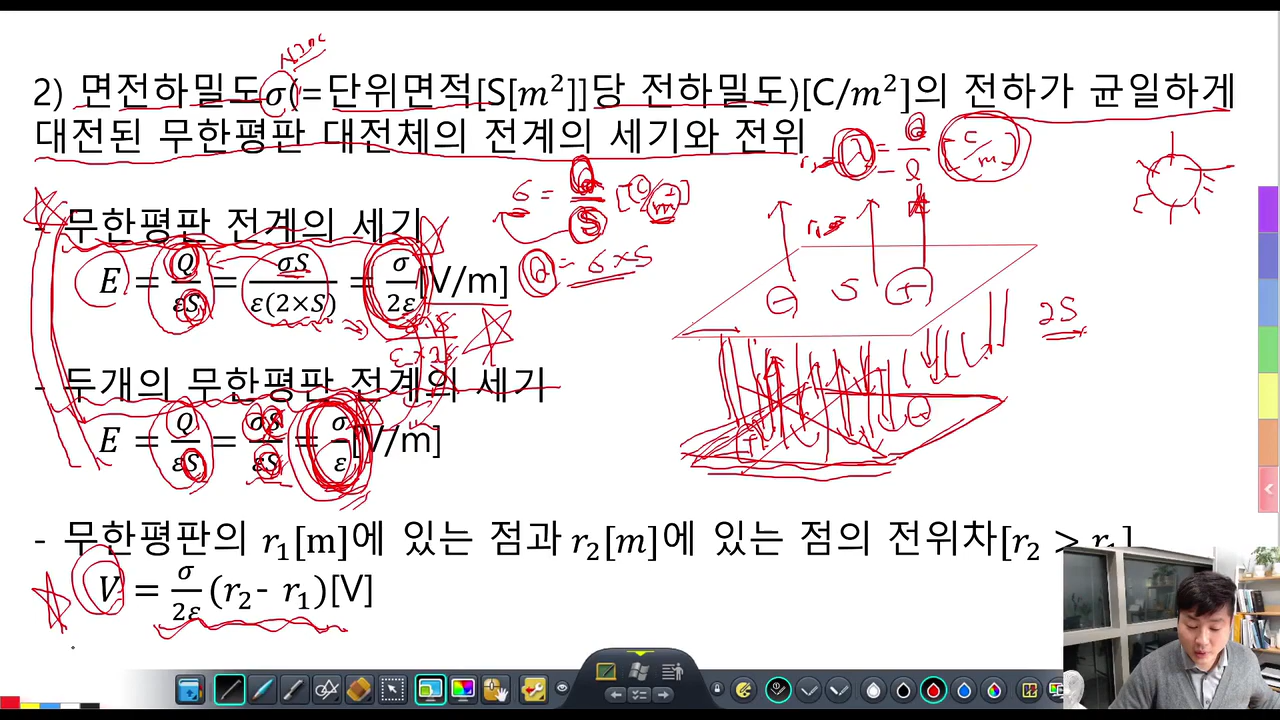 2) 면전하밀도σ(=단위면적[S[m²]]당 전하밀도)[C/m²]의 전하가 균일하게
대전된 무한평판 대전체의 전계의 세기와 전위
λ = Q/l [C/m]
σ = Q/S [C/m²]
Q = σ × S
- 무한평판 전계의 세기
E = Q/εS = σS/ε(2×S) = σ/2ε [V/m]
S
2S
- 두개의 무한평판 전계의 세기
E = Q/εS = σS/εS = σ/ε [V/m]
- 무한평판의 r₁[m]에 있는 점과 r₂[m]에 있는 점의 전위차[r₂ > r₁]
V = σ/2ε (r₂- r₁)[V]